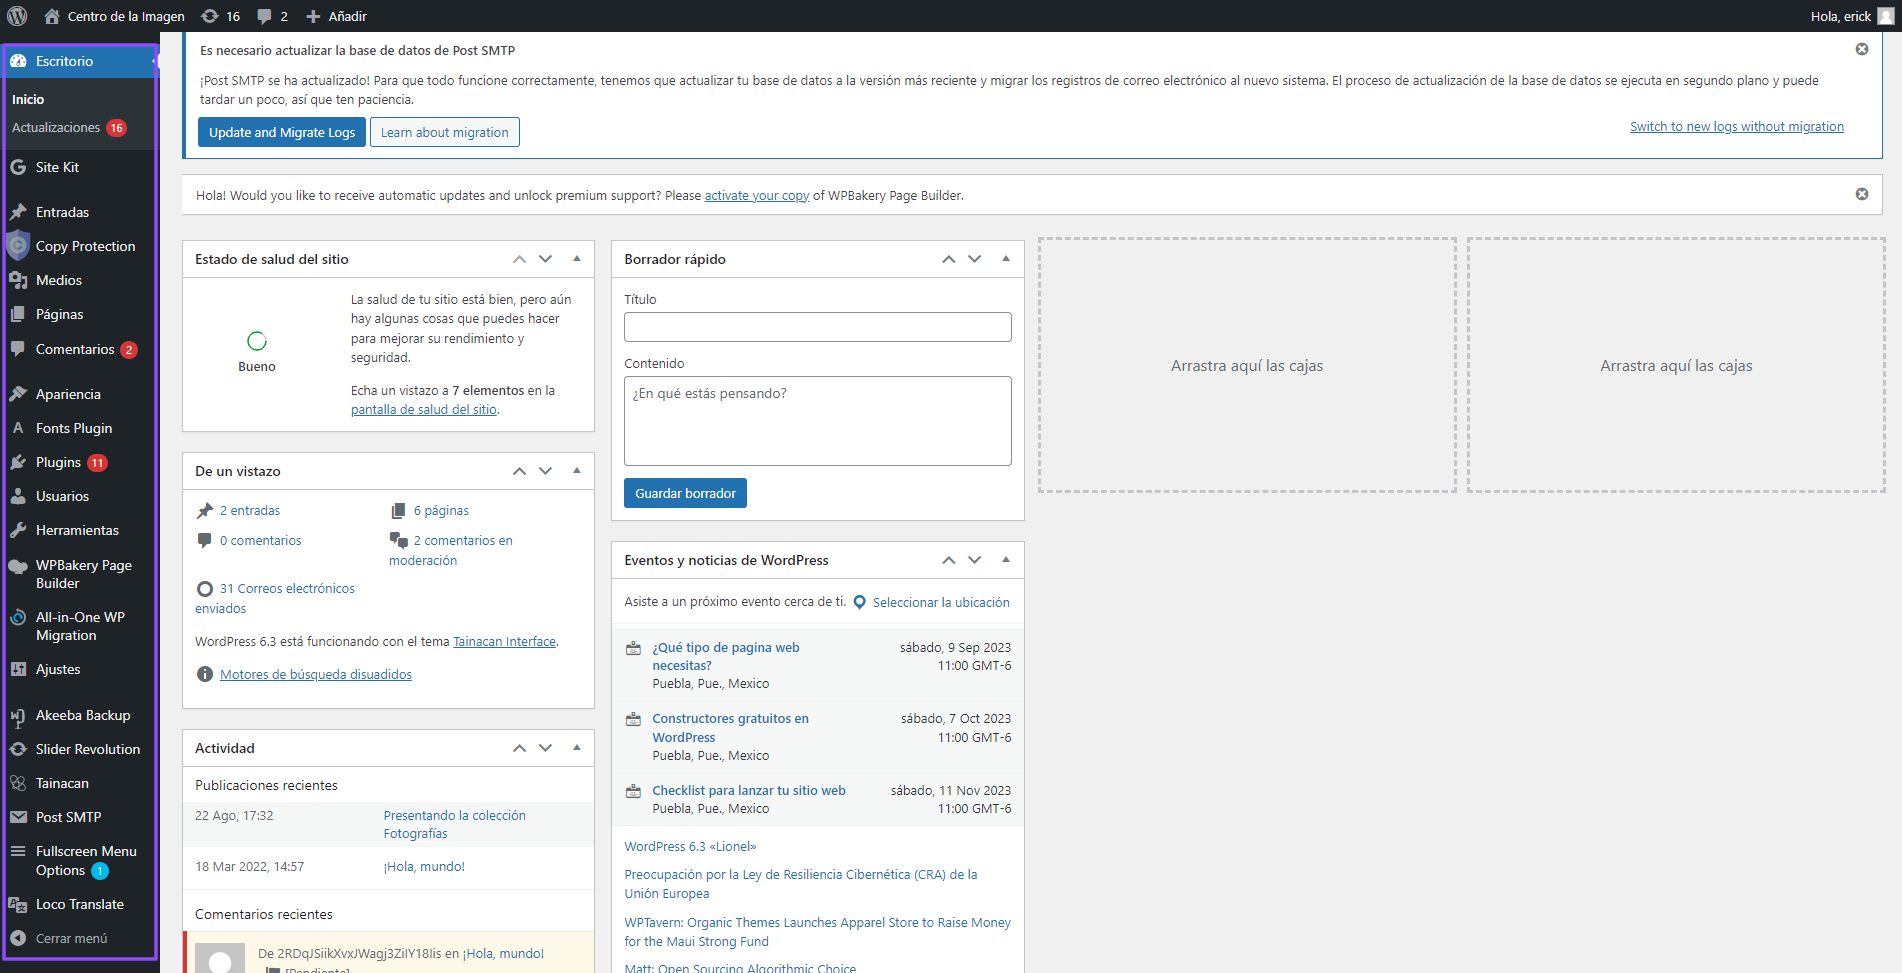 Centro de la Imagen
16
2
Añadir
Hola, erick
Escritorio
Inicio
Actualizaciones 16
Site Kit
Entradas
Copy Protection
Medios
Páginas
Comentarios 2
Apariencia
Fonts Plugin
Plugins 11
Usuarios
Herramientas
WPBakery Page
Builder
All-in-One WP
Migration
Ajustes
Akeeba Backup
Slider Revolution
Tainacan
Post SMTP
Fullscreen Menu
Options 1
Loco Translate
Cerrar menú
Es necesario actualizar la base de datos de Post SMTP
¡Post SMTP se ha actualizado! Para que todo funcione correctamente, tenemos que actualizar tu base de datos a la versión más reciente y migrar los registros de correo electrónico al nuevo sistema. El proceso de actualización de la base de datos se ejecuta en segundo plano y puede
tardar un poco, así que ten paciencia.
Update and Migrate Logs
Learn about migration
Switch to new logs without migration
Hola! Would you like to receive automatic updates and unlock premium support? Please activate your copy of WPBakery Page Builder.
Estado de salud del sitio
Bueno
La salud de tu sitio está bien, pero aún
hay algunas cosas que puedes hacer
para mejorar su rendimiento y
seguridad.
Echa un vistazo a 7 elementos en la
pantalla de salud del sitio.
De un vistazo
2 entradas
6 páginas
0 comentarios
2 comentarios en
moderación
31 Correos electrónicos
enviados
WordPress 6.3 está funcionando con el tema Tainacan Interface.
Motores de búsqueda disuadidos
Actividad
Publicaciones recientes
22 Ago, 17:32
Presentando la colección
Fotografías
18 Mar 2022, 14:57
¡Hola, mundo!
Comentarios recientes
De 2RDqJSiikXvxJWagj3ZiIY18Iis en ¡Hola, mundo!
[Pendiente]
Borrador rápido
Título
Contenido
¿En qué estás pensando?
Guardar borrador
Eventos y noticias de WordPress
Asiste a un próximo evento cerca de ti. Seleccionar la ubicación
¿Qué tipo de pagina web
necesitas?
Puebla, Pue., Mexico
sábado, 9 Sep 2023
11:00 GMT-6
Constructores gratuitos en
WordPress
Puebla, Pue., Mexico
sábado, 7 Oct 2023
11:00 GMT-6
Checklist para lanzar tu sitio web
Puebla, Pue., Mexico
sábado, 11 Nov 2023
11:00 GMT-6
WordPress 6.3 «Lionel»
Preocupación por la Ley de Resiliencia Cibernética (CRA) de la
Unión Europea
WPTavern: Organic Themes Launches Apparel Store to Raise Money
for the Maui Strong Fund
Matt: Open Sourcing Algorithmic Choice
Arrastra aquí las cajas
Arrastra aquí las cajas